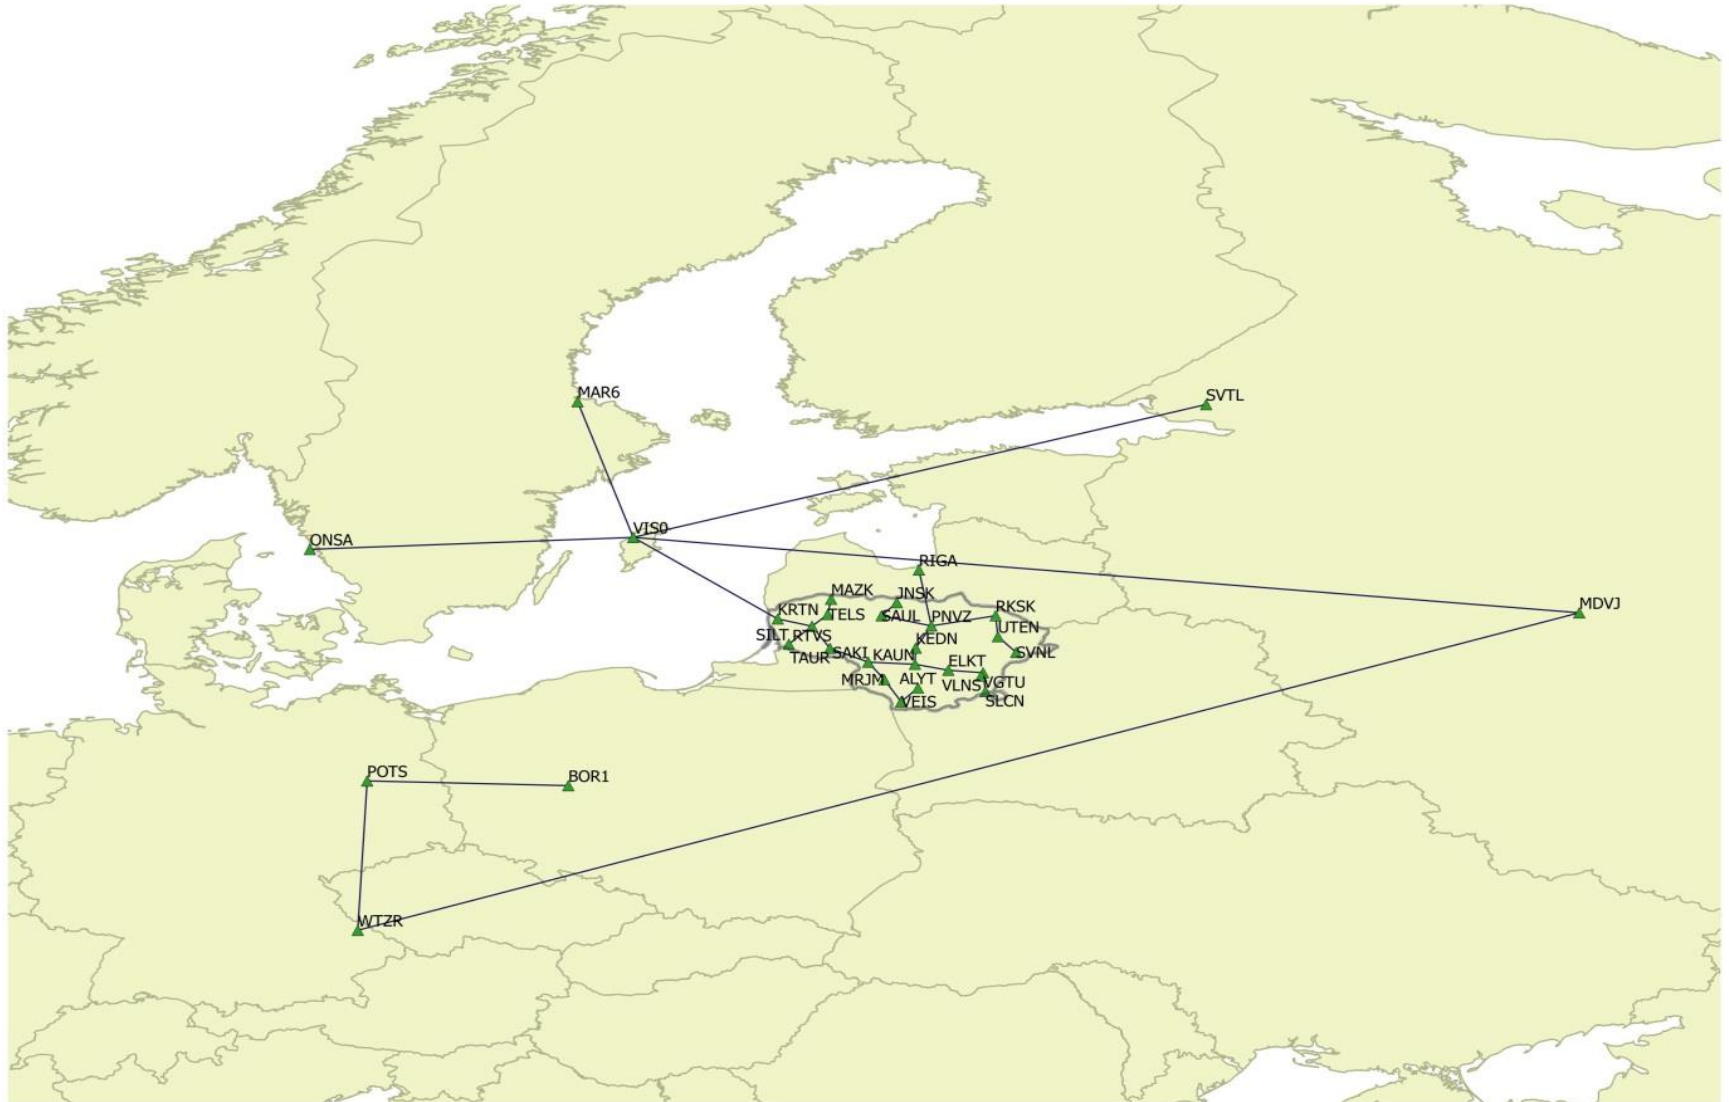 MAR6
SVTL
VIS0
ONSA
RIGA
MAZK
JNSK
MDVJ
KRTN
TELS
SAUL
PNVZ
RKSK
SILT
RTVS
UTEN
KEDN
TAUR
SAKI
KAUN
ELKT
SVNL
MRJM
ALYT
VLNS
VGTU
VEIS
SLCN
POTS
BOR1
WTZR